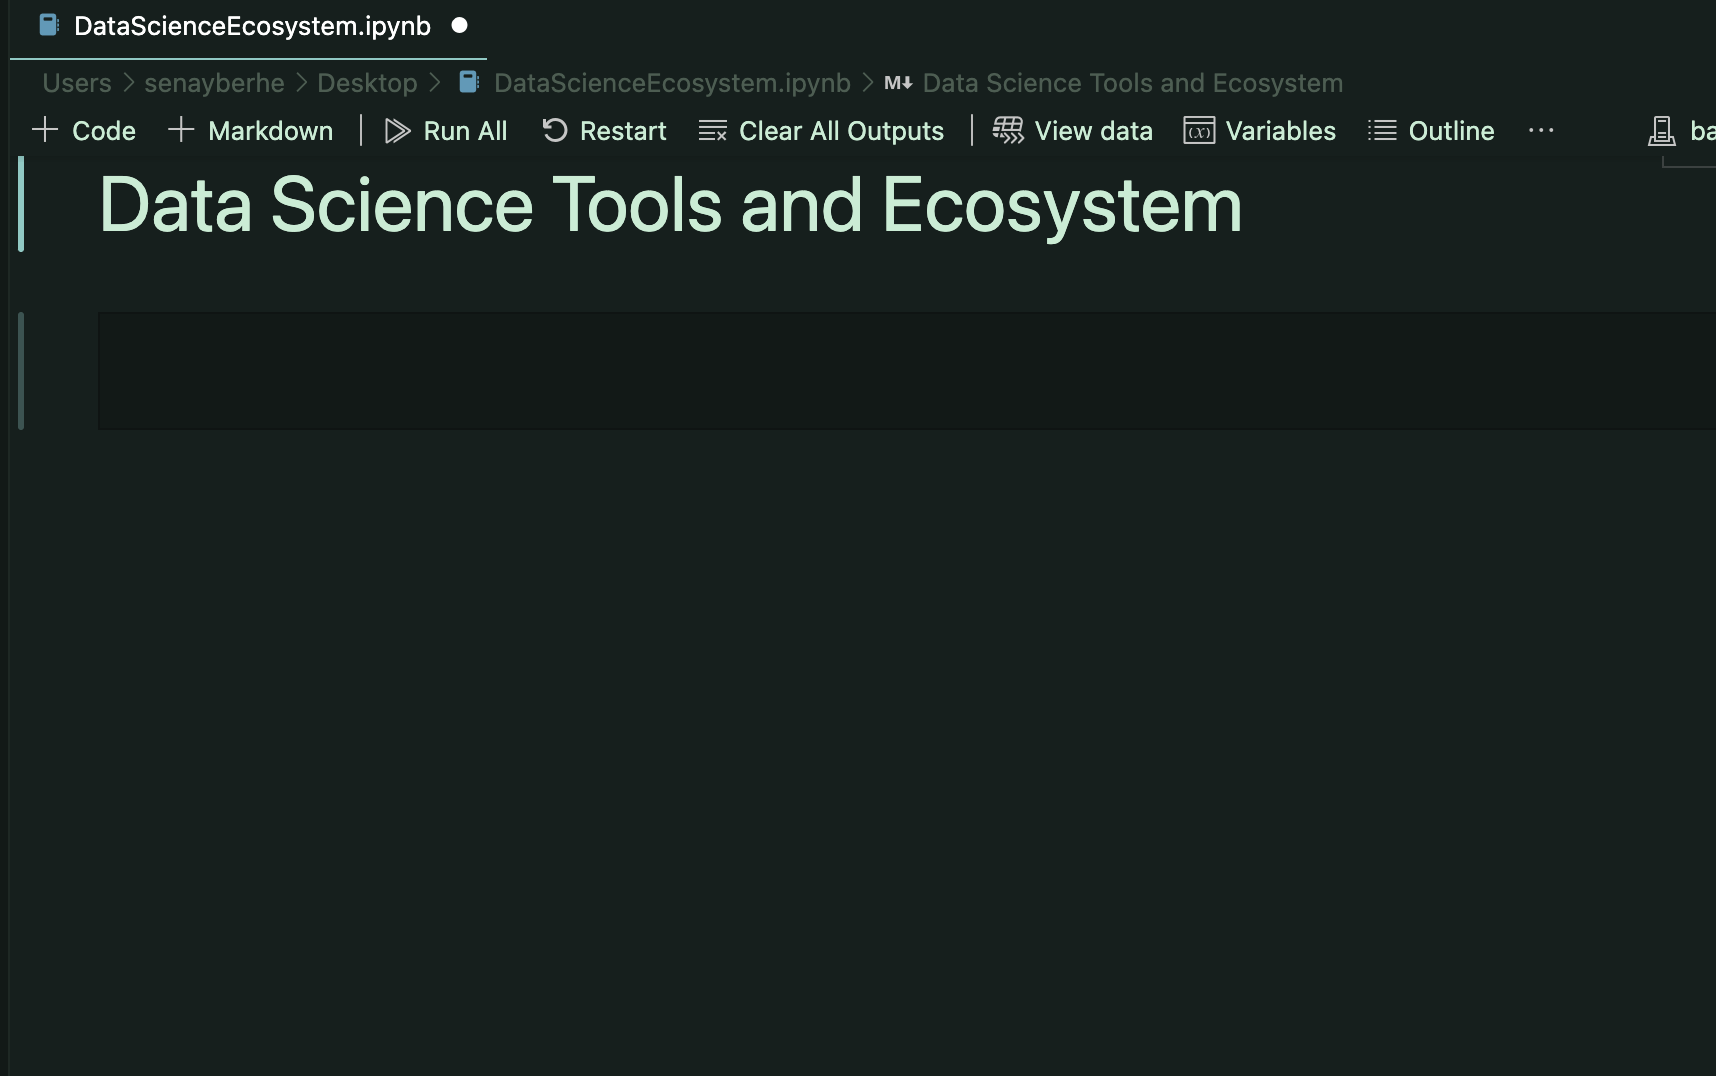 DataScienceEcosystem.ipynb
Users > senayberhe > Desktop > DataScienceEcosystem.ipynb > M↓ Data Science Tools and Ecosystem
+ Code + Markdown | Run All Restart Clear All Outputs | View data (x) Variables Outline ··· ba
Data Science Tools and Ecosystem